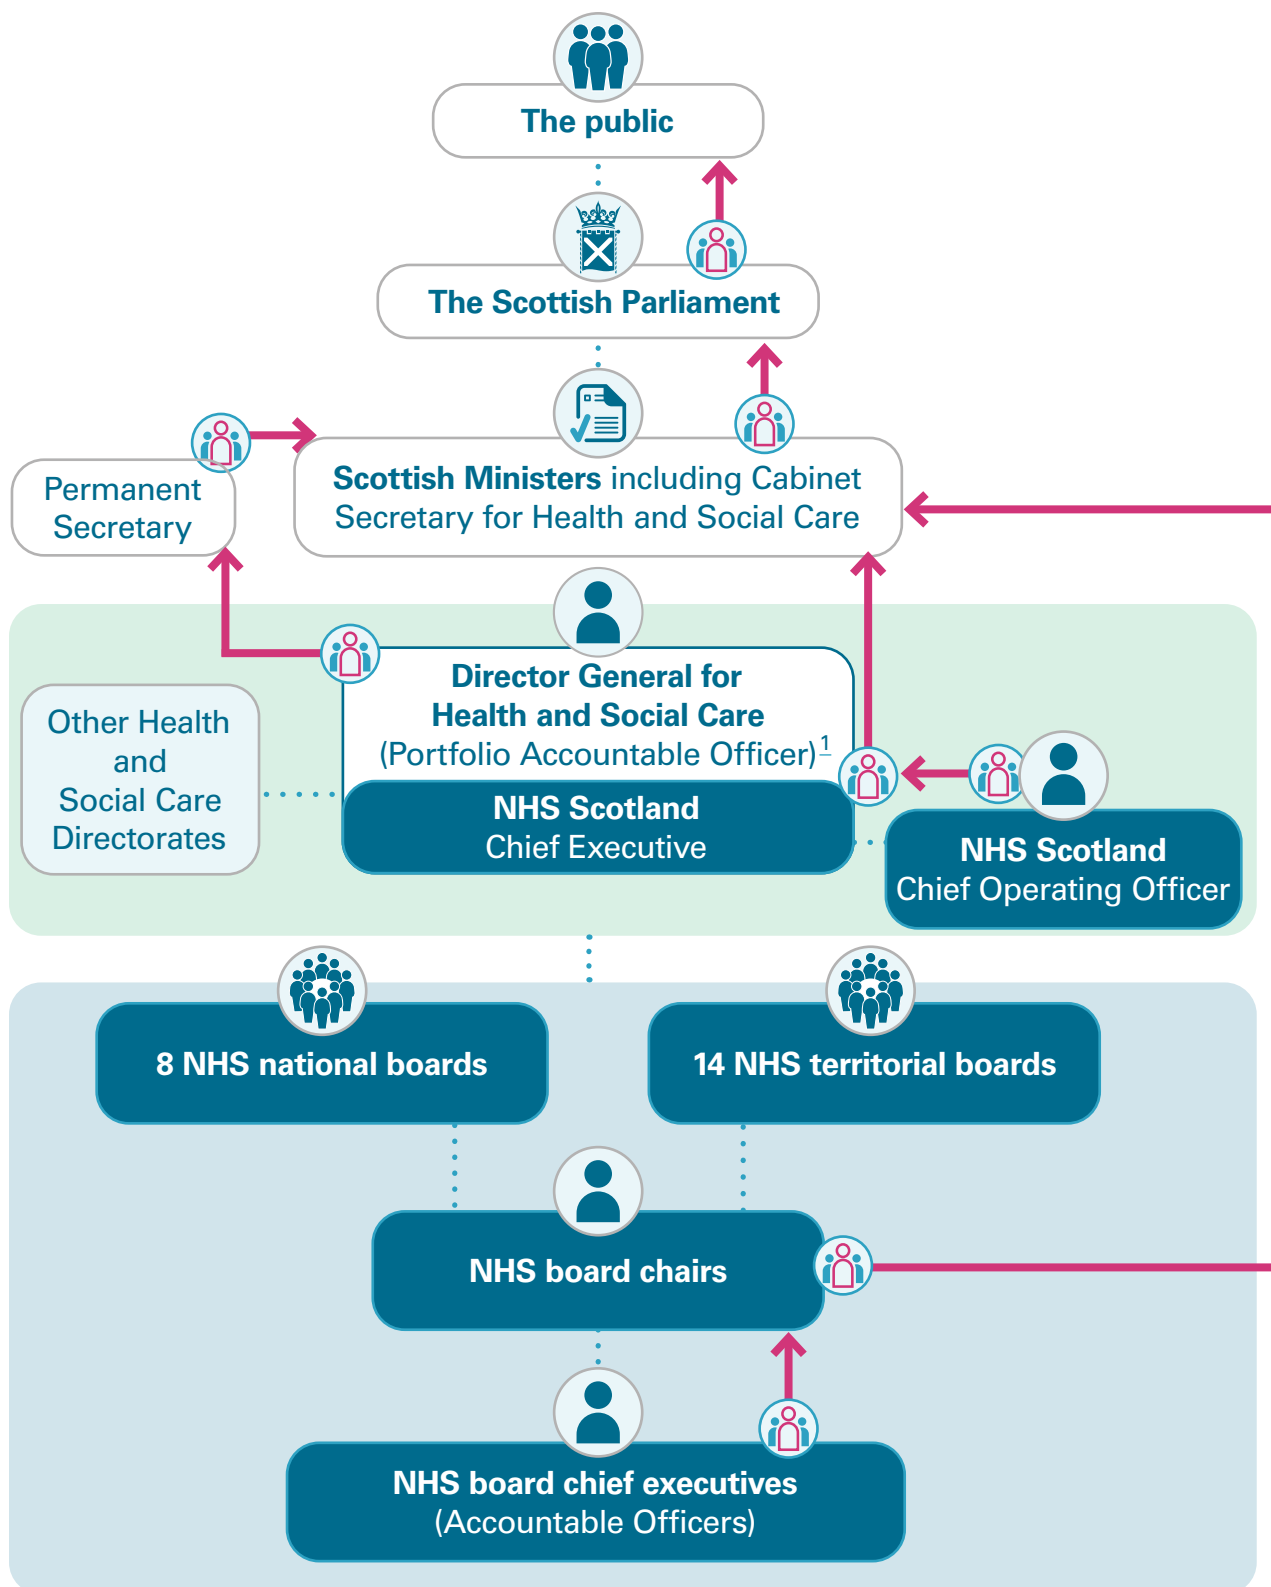 The public
The Scottish Parliament
Scottish Ministers including Cabinet
Secretary for Health and Social Care
Permanent
Secretary
Director General for
Health and Social Care
(Portfolio Accountable Officer)1
Other Health
and
Social Care
Directorates
NHS Scotland
Chief Executive
NHS Scotland
Chief Operating Officer
8 NHS national boards
14 NHS territorial boards
NHS board chairs
NHS board chief executives
(Accountable Officers)